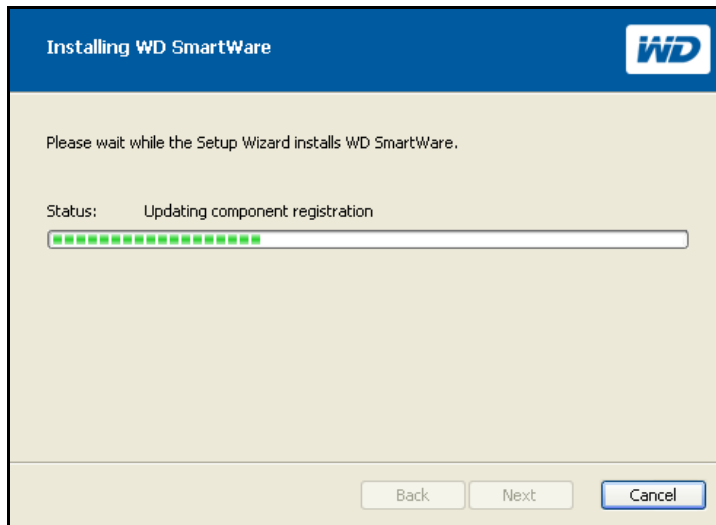 Installing WD SmartWare
WD
Please wait while the Setup Wizard installs WD SmartWare.
Status: Updating component registration
Back Next Cancel